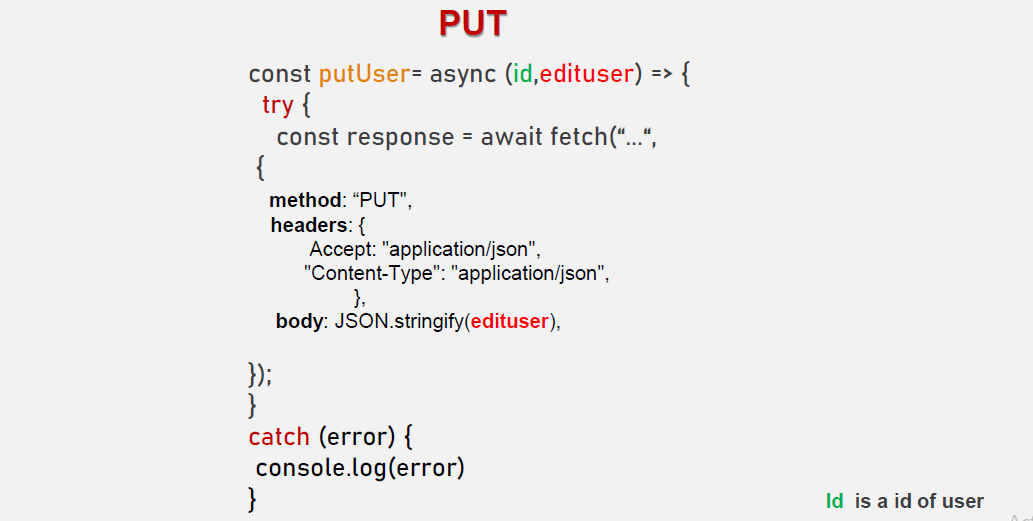 PUT
const putUser= async (id,edituser) => {
try {
const response = await fetch(“...“,
{
method: “PUT",
headers: {
Accept: "application/json",
"Content-Type": "application/json",
},
body: JSON.stringify(edituser),
});
}
catch (error) {
console.log(error)
}
Id is a id of user